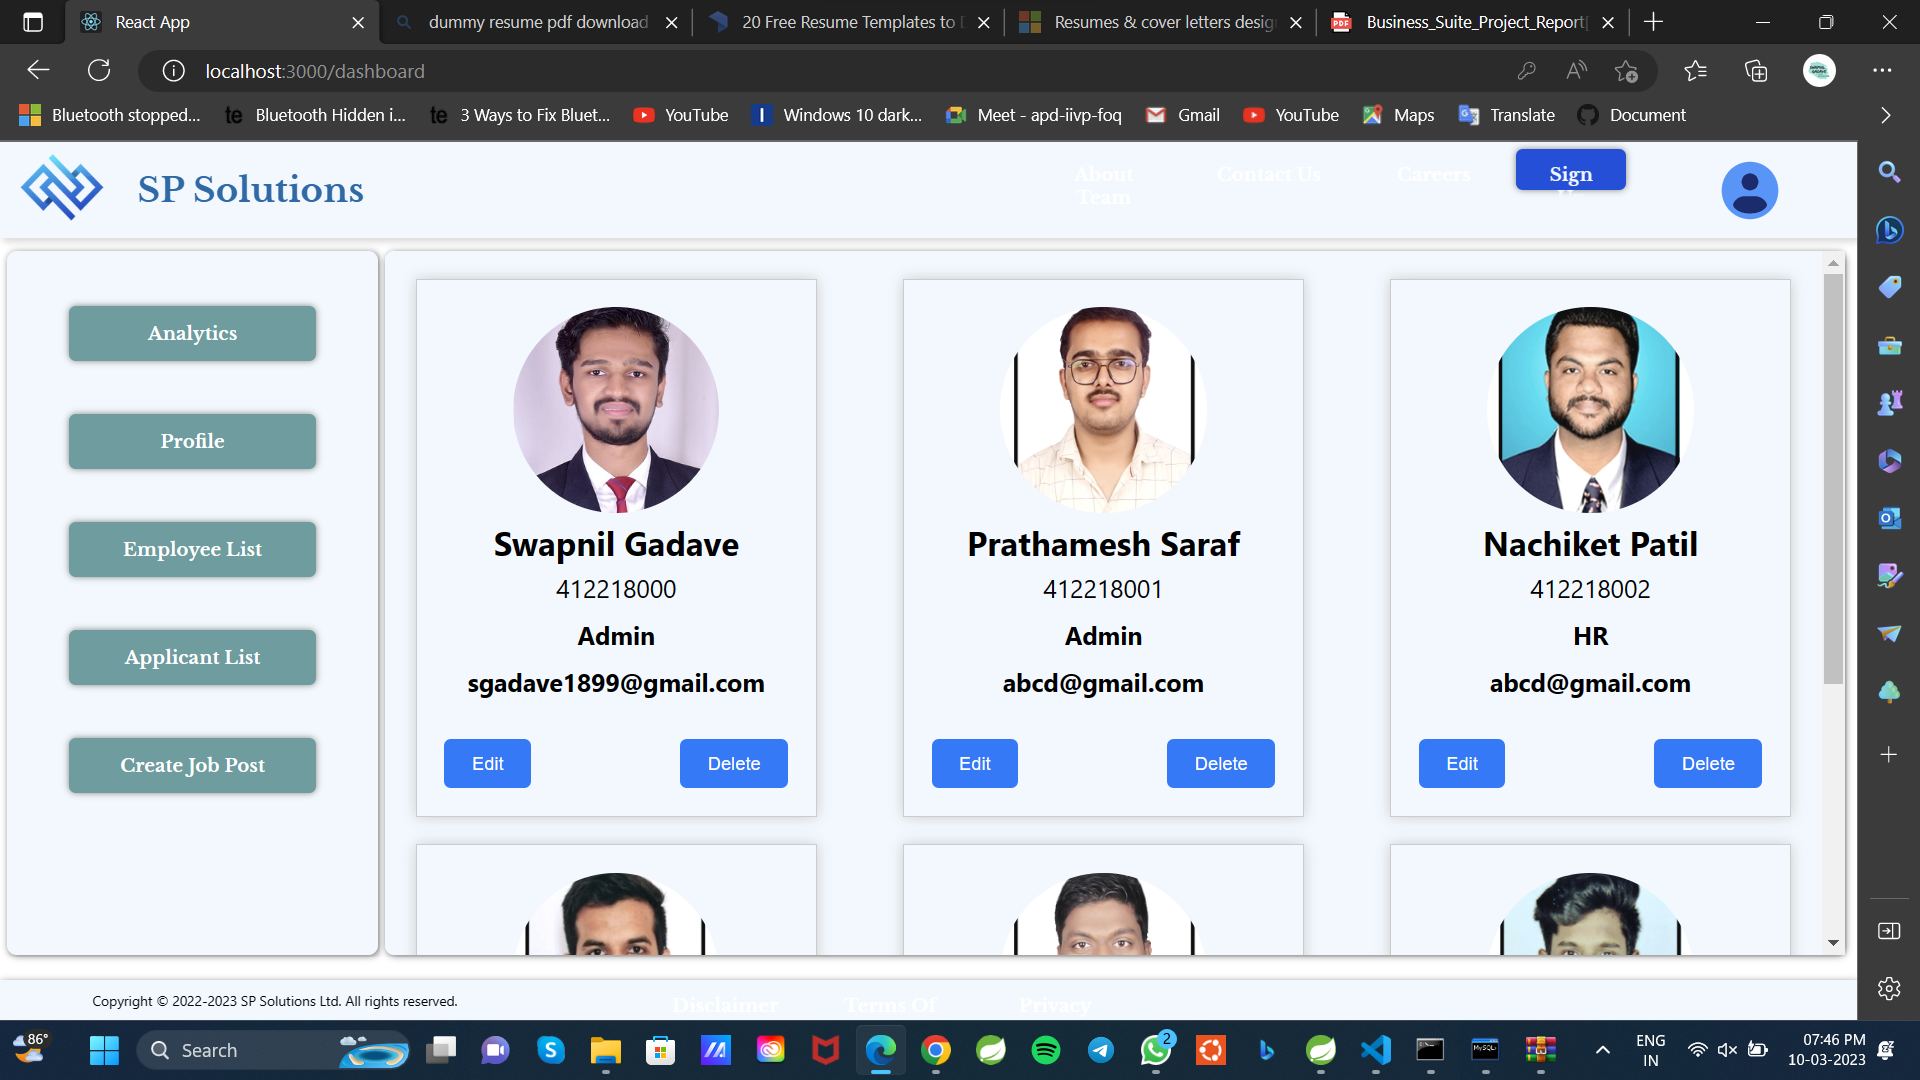 React App
dummy resume pdf download
20 Free Resume Templates to D
Resumes & cover letters desig
Business_Suite_Project_Report[
localhost:3000/dashboard
Bluetooth stopped...
Bluetooth Hidden i...
3 Ways to Fix Bluet...
YouTube
Windows 10 dark...
Meet - apd-iivp-foq
Gmail
YouTube
Maps
Translate
Document
SP Solutions
About
Team
Contact Us
Careers
Sign
Analytics
Profile
Employee List
Applicant List
Create Job Post
Swapnil Gadave
412218000
Admin
sgadave1899@gmail.com
Edit
Delete
Prathamesh Saraf
412218001
Admin
abcd@gmail.com
Edit
Delete
Nachiket Patil
412218002
HR
abcd@gmail.com
Edit
Delete
Copyright © 2022-2023 SP Solutions Ltd. All rights reserved.
Disclaimer
Terms Of
Privacy
86°
Search
2
ENG
IN
07:46 PM
10-03-2023